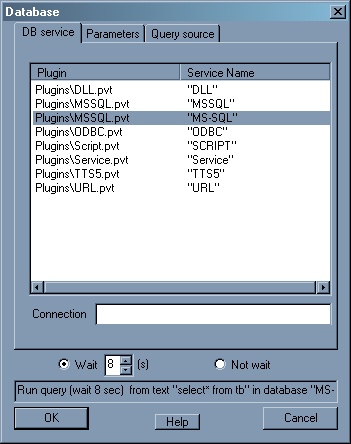 Database
DB service Parameters Query source
Plugin Service Name
Plugins\DLL.pvt "DLL"
Plugins\MSSQL.pvt "MSSQL"
Plugins\MSSQL.pvt "MS-SQL"
Plugins\ODBC.pvt "ODBC"
Plugins\Script.pvt "SCRIPT"
Plugins\Service.pvt "Service"
Plugins\TTS5.pvt "TTS5"
Plugins\URL.pvt "URL"
Connection
Wait 8 (s) Not wait
Run query (wait 8 sec) from text "select* from tb" in database "MS-
OK Help Cancel